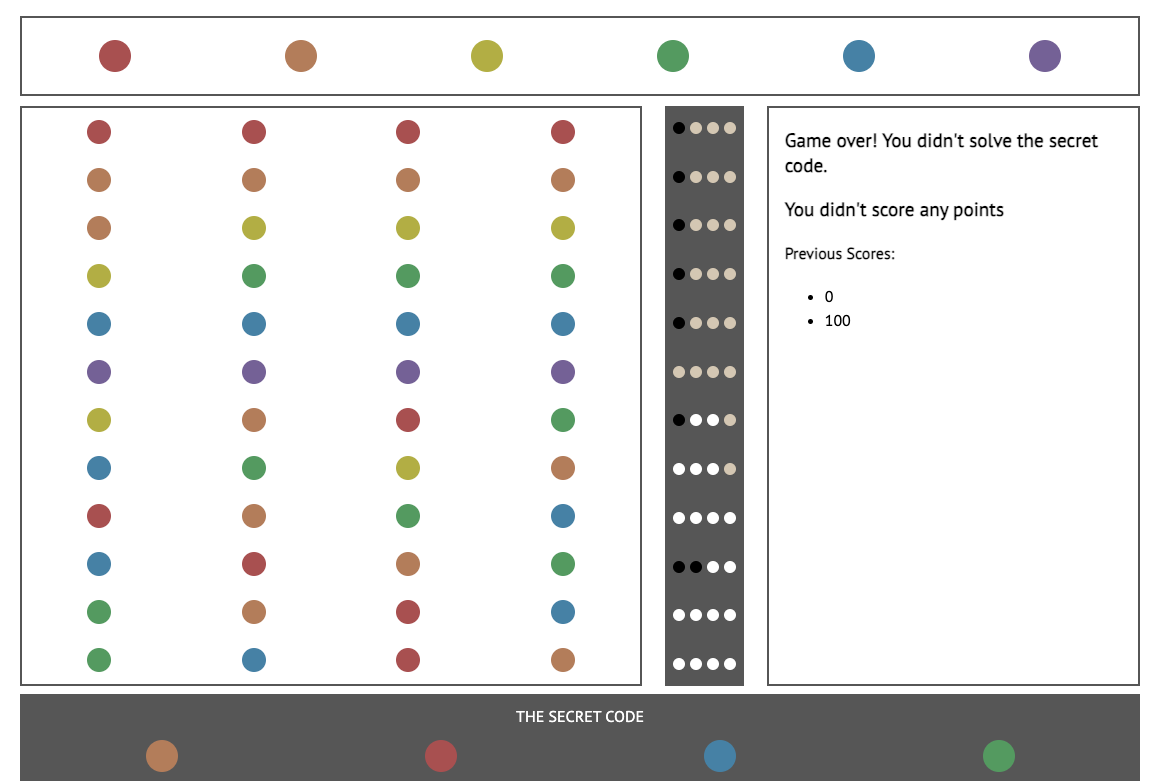 Game over! You didn't solve the secret
code.
You didn't score any points
Previous Scores:
• 0
• 100
THE SECRET CODE